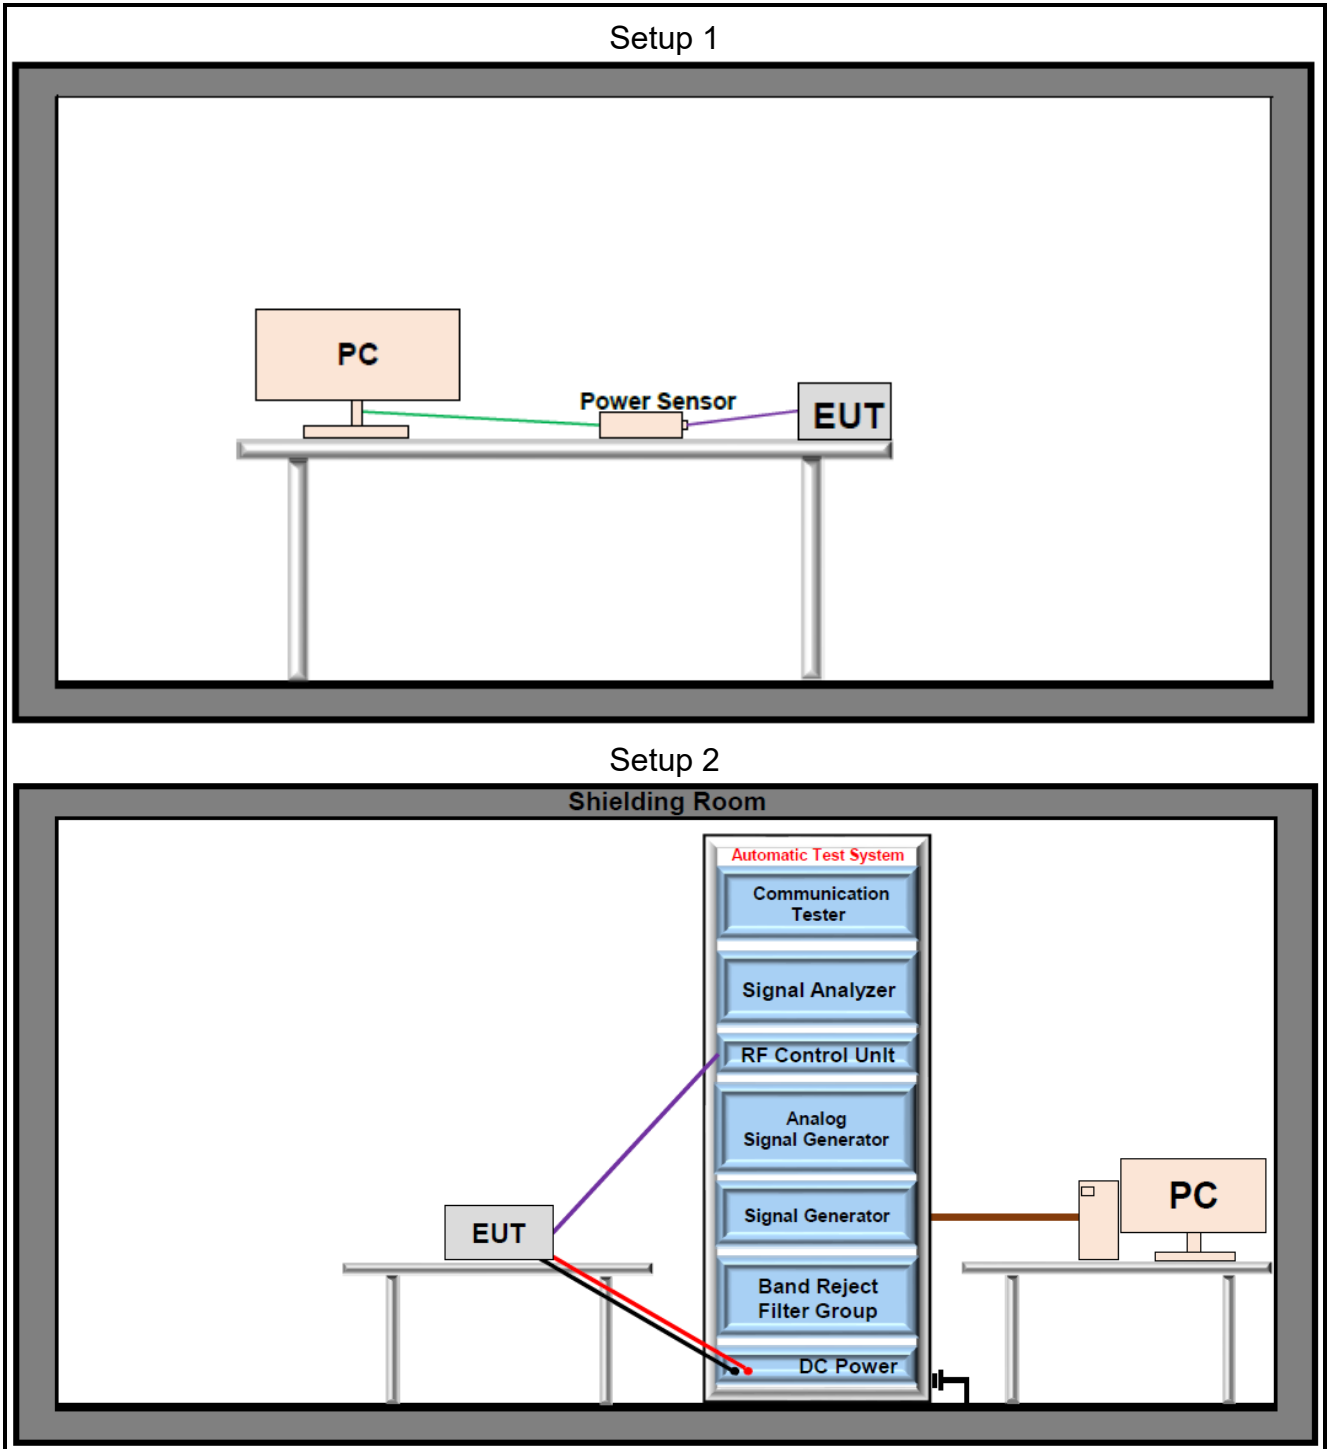 Setup 1
PC
Power Sensor
EUT
Setup 2
Shielding Room
Automatic Test System
Communication
Tester
Signal Analyzer
RF Control UnIt
Analog
Signal Generator
PC
Signal Generator
EUT
Band Reject
Filter Group
DC Power